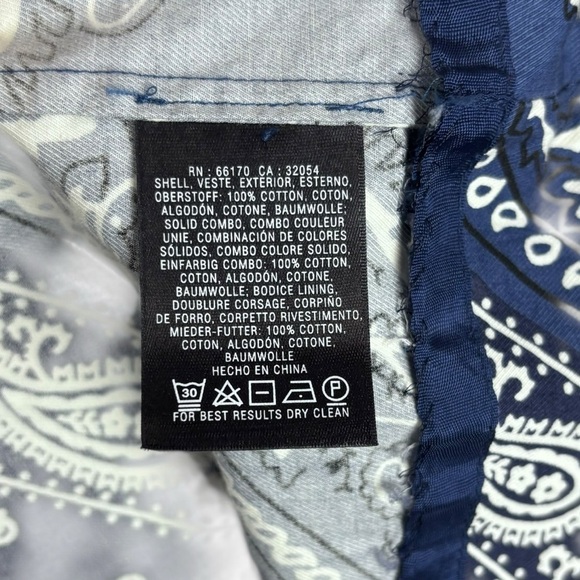 RN : 66170 CA : 32054
SHELL, VESTE, EXTERIOR, ESTERNO,
OBERSTOFF: 100% COTTON, COTON,
ALGODÓN, COTONE, BAUMWOLLE;
SOLID COMBO, COMBO COULEUR
UNIE, COMBINACIÓN DE COLORES
SÓLIDOS, COMBO COLORE SOLIDO,
EINFARBIG COMBO: 100% COTTON,
COTON, ALGODÓN, COTONE,
BAUMWOLLE; BODICE LINING,
DOUBLURE CORSAGE, CORPIÑO
DE FORRO, CORPETTO RIVESTIMENTO,
MIEDER-FUTTER: 100% COTTON,
COTON, ALGODÓN, COTONE,
BAUMWOLLE
HECHO EN CHINA
30 P
FOR BEST RESULTS DRY CLEAN